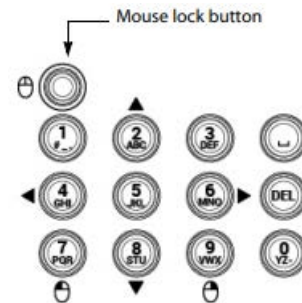 Mouse lock button
1 2 3
#_- ABC DEF
4 5 6 DEL
GHI JKL MNO
7 8 9 0
PQR STU VWX YZ-